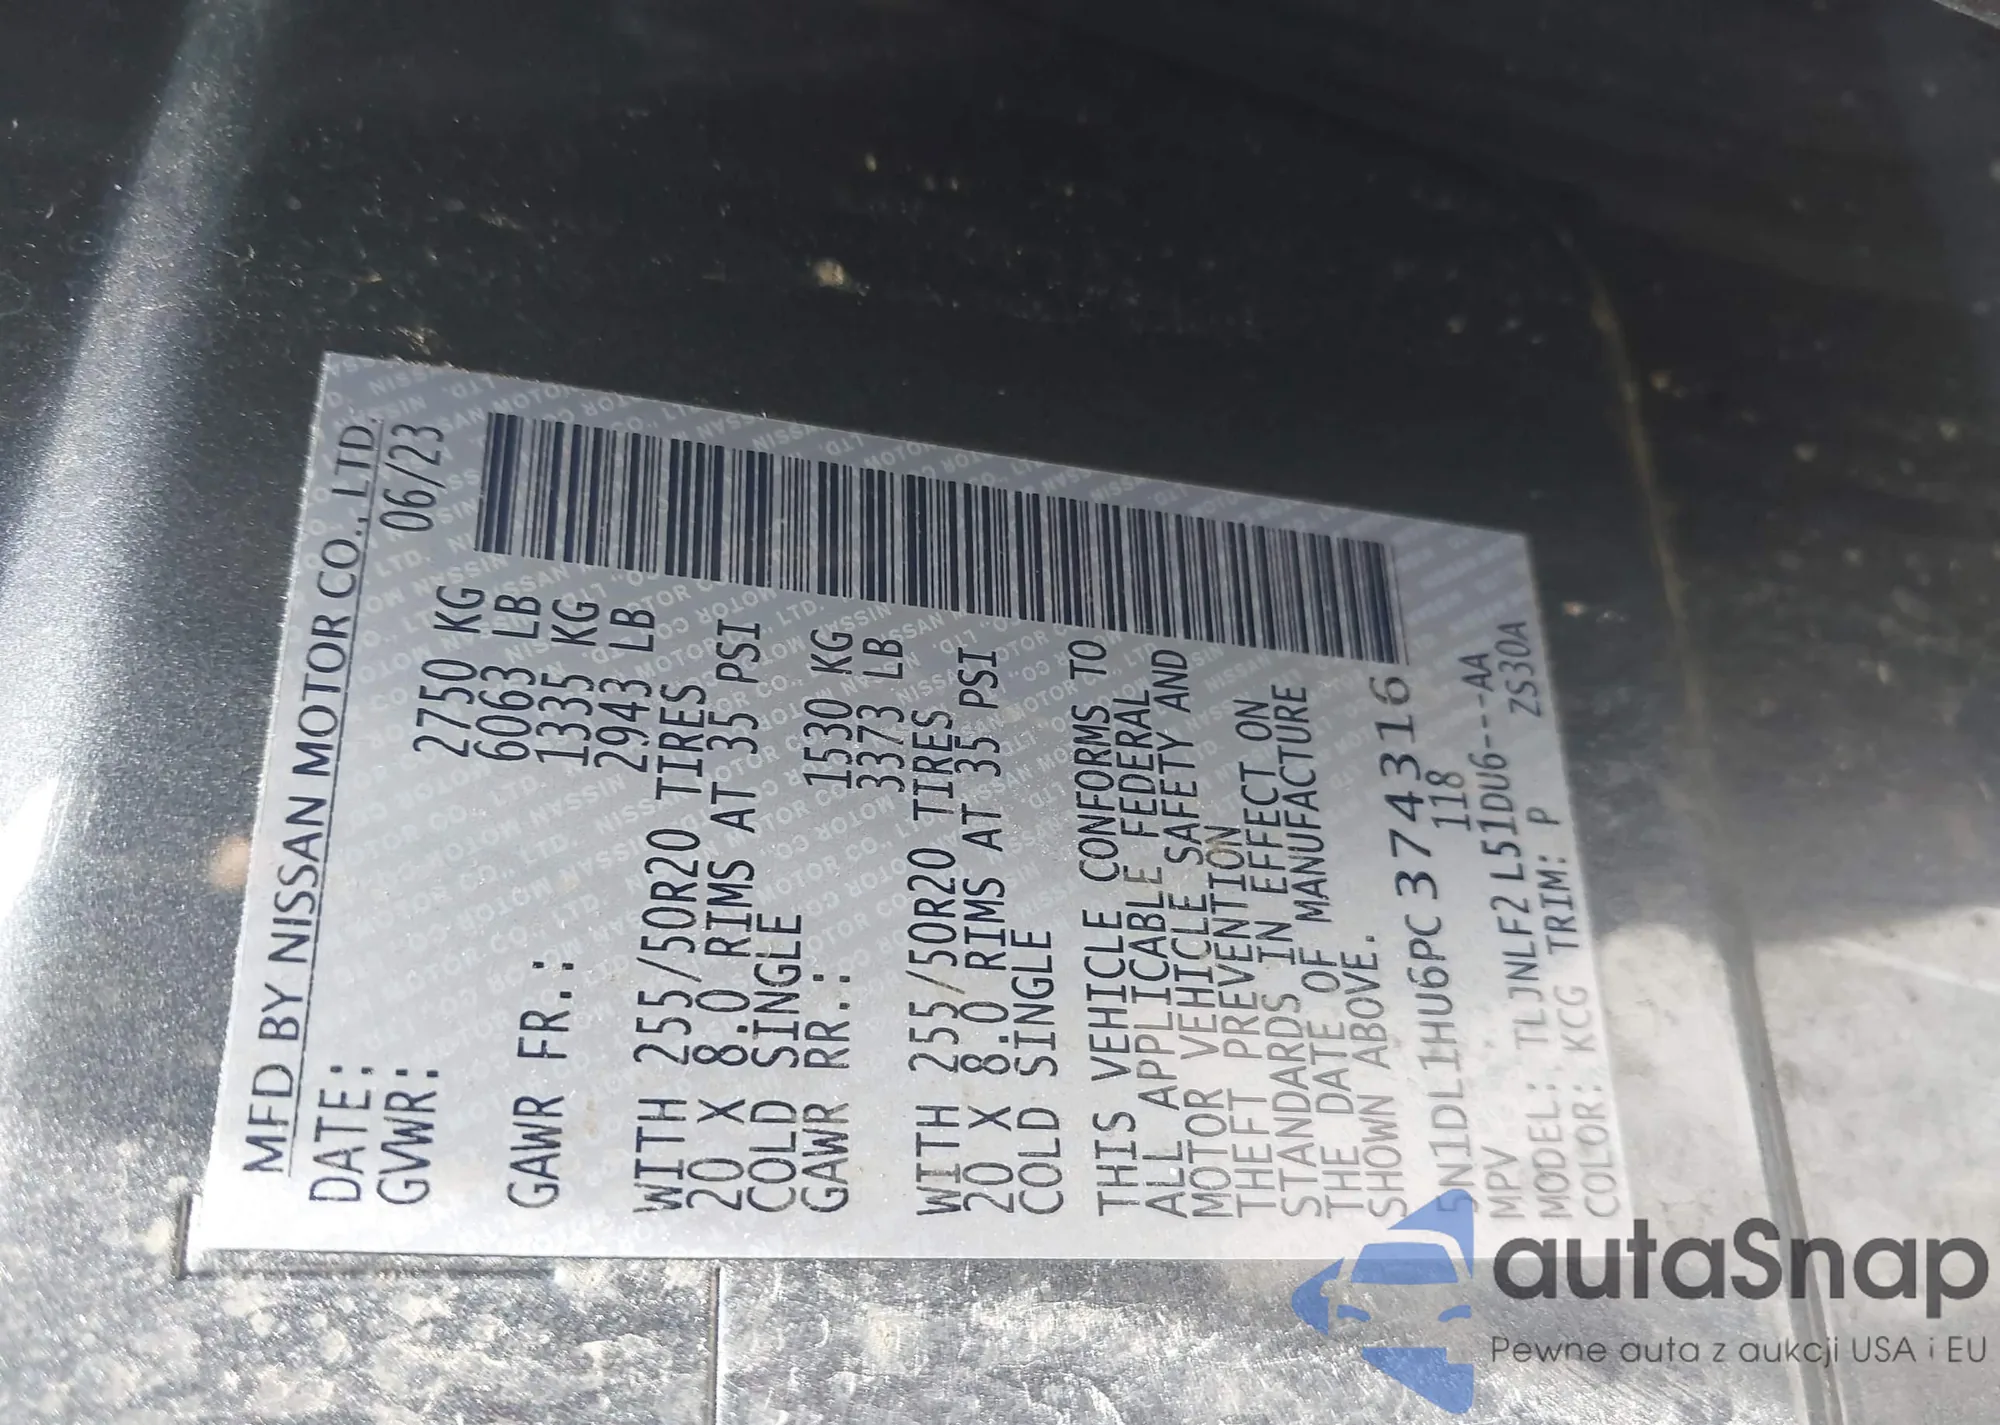 MFD BY NISSAN MOTOR CO., LTD.
DATE: 06/23
GVWR: 2750 KG
6063 LB
GAWR FR.: 1335 KG
2943 LB
WITH 255/50R20 TIRES
20 X 8.0 RIMS AT 35 PSI
COLD SINGLE
GAWR RR.: 1530 KG
3373 LB
WITH 255/50R20 TIRES
20 X 8.0 RIMS AT 35 PSI
COLD SINGLE
THIS VEHICLE CONFORMS TO
ALL APPLICABLE FEDERAL
MOTOR VEHICLE SAFETY AND
THEFT PREVENTION
STANDARDS IN EFFECT ON
THE DATE OF MANUFACTURE
SHOWN ABOVE.
5N1DL1HU6PC374316
MPV 118
MODEL: TLJNLF2 L51DU6---AA
COLOR: KCG TRIM: P ZS30A
autaSnap
Pewne auta z aukcji USA i EU